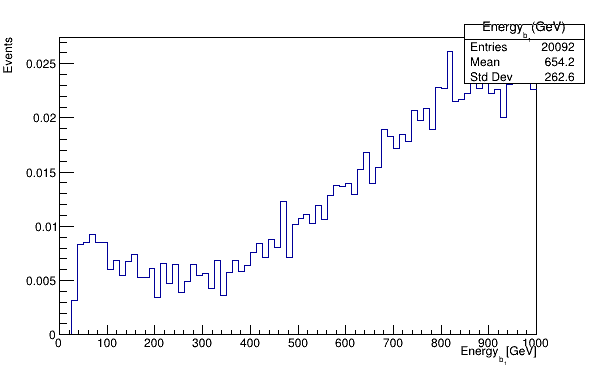 Energy_b1(GeV)
Entries 20092
Mean 654.2
Std Dev 262.6
Events
0.025
0.02
0.015
0.01
0.005
0
0 100 200 300 400 500 600 700 800 900 1000
Energy_b1[GeV]